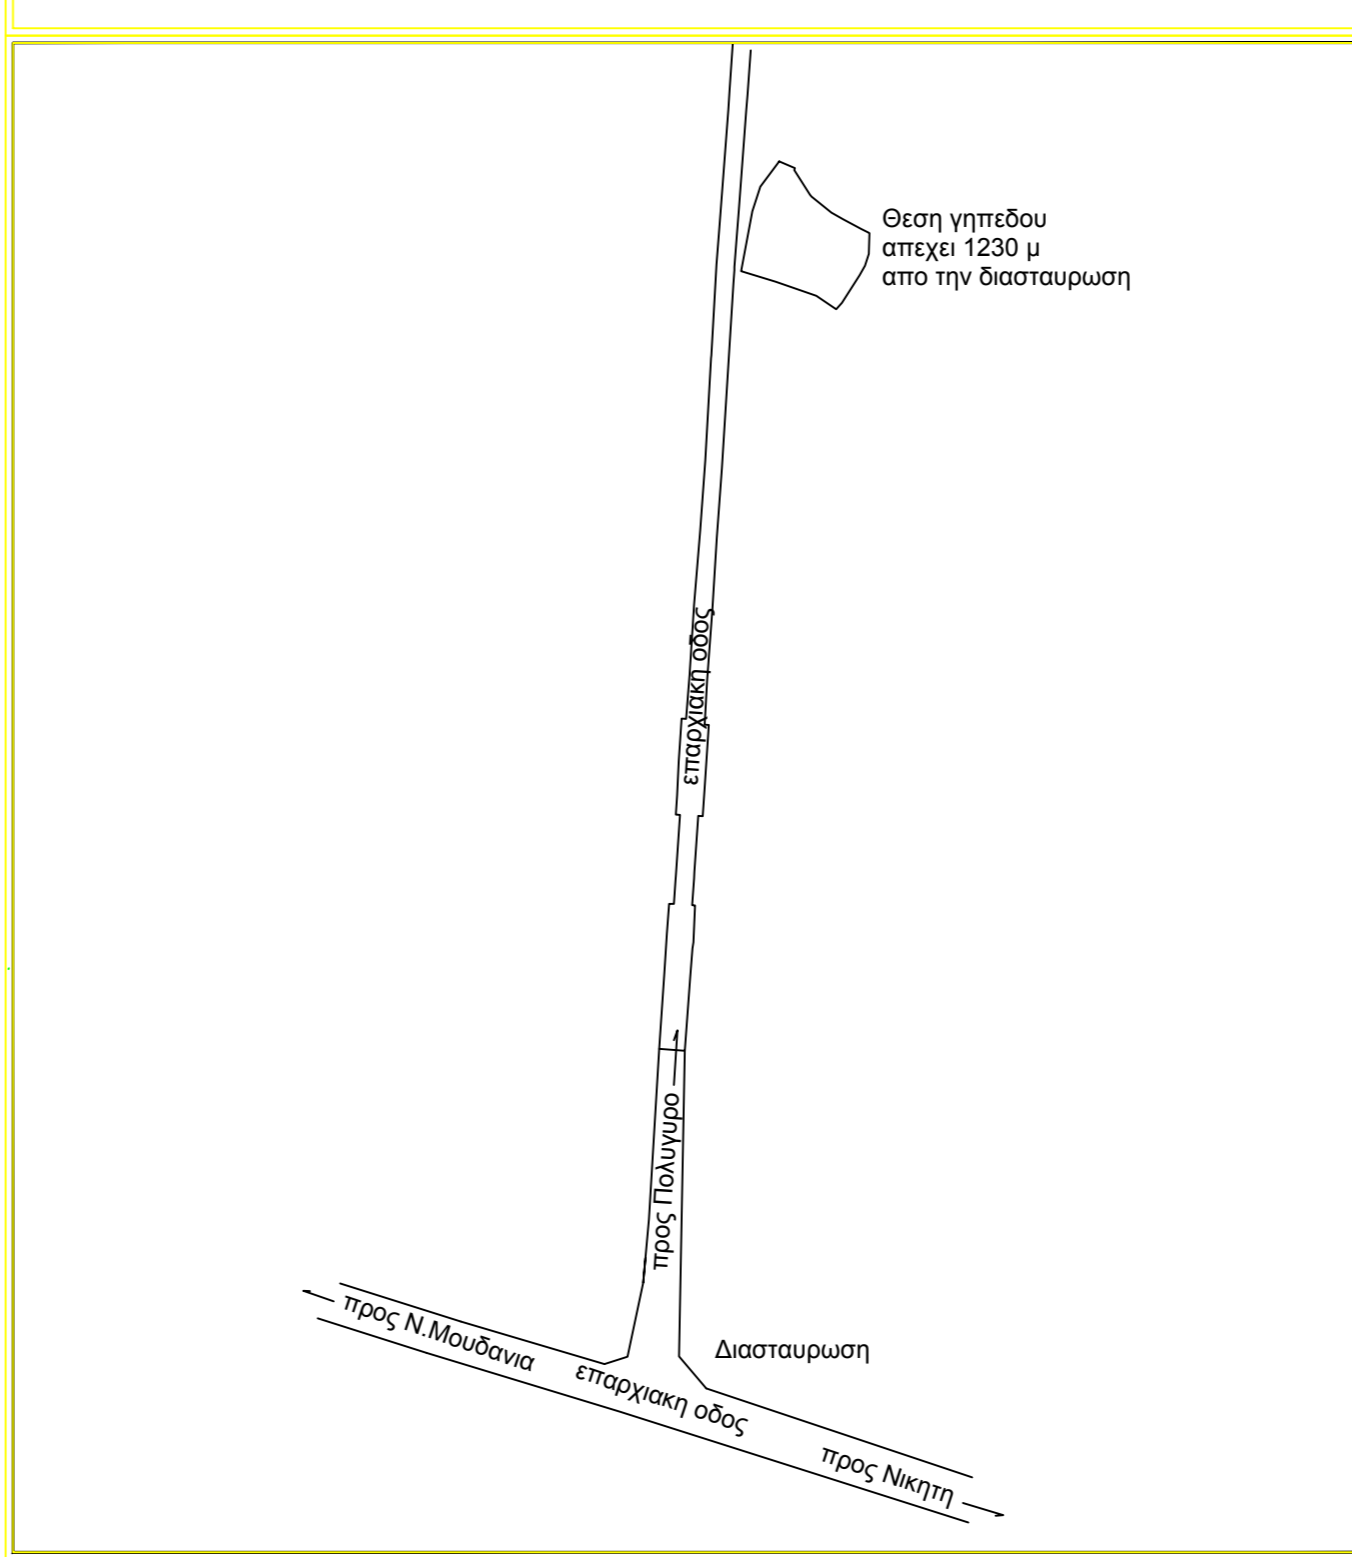 Θεση γηπεδου
απεχει 1230 μ
απο την διασταυρωση
επαρχιακη οδος
προς Πολυγυρο
Διασταυρωση
προς Ν.Μουδανια
επαρχιακη οδος
προς Νικητη